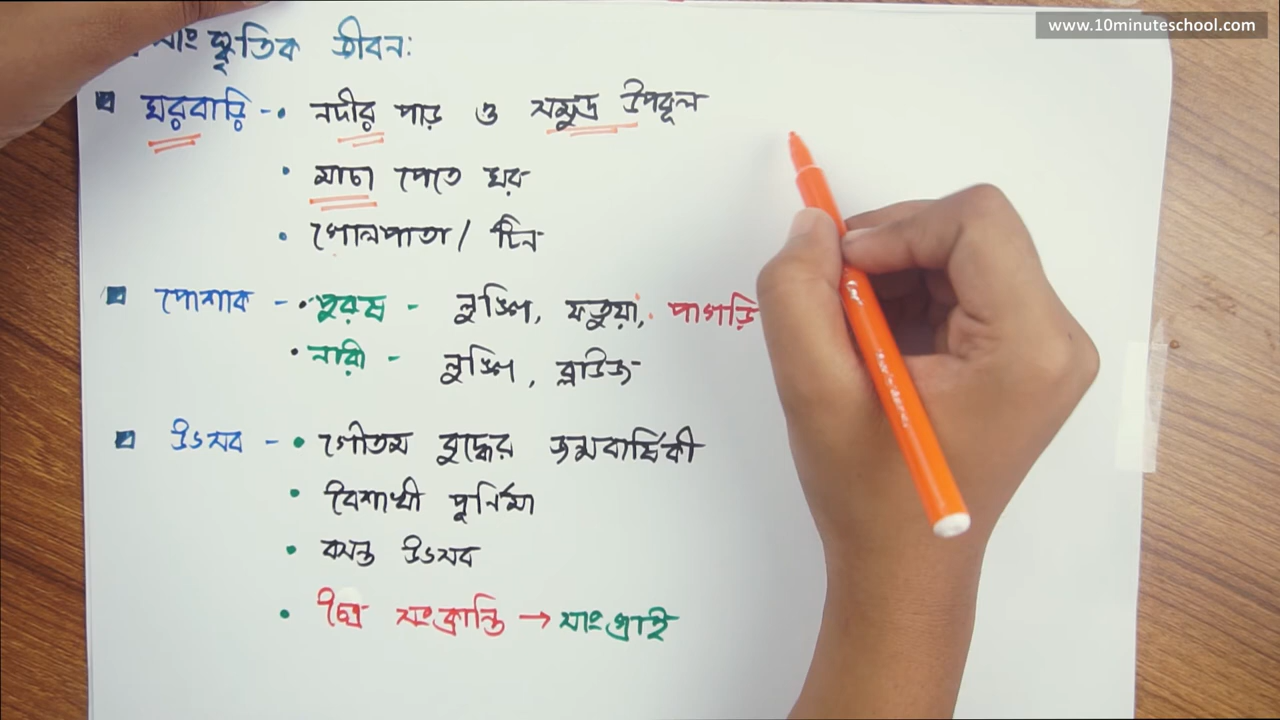 www.10minuteschool.com
সাংস্কৃতিক জীবন:
ঘরবাড়ি - • নদীর পাড় ও সমুদ্র উপকূল
• মাচা পেতে ঘর
• গোলপাতা / টিন
পোশাক - • পুরুষ - লুঙ্গি, ফতুয়া, পাগড়ি
• নারী - লুঙ্গি, ব্লাউজ
উৎসব - • গৌতম বুদ্ধের জন্মবার্ষিকী
• বৈশাখী পূর্নিমা
• বসন্ত উৎসব
• চৈত্র সংক্রান্তি → সাংগ্রাই